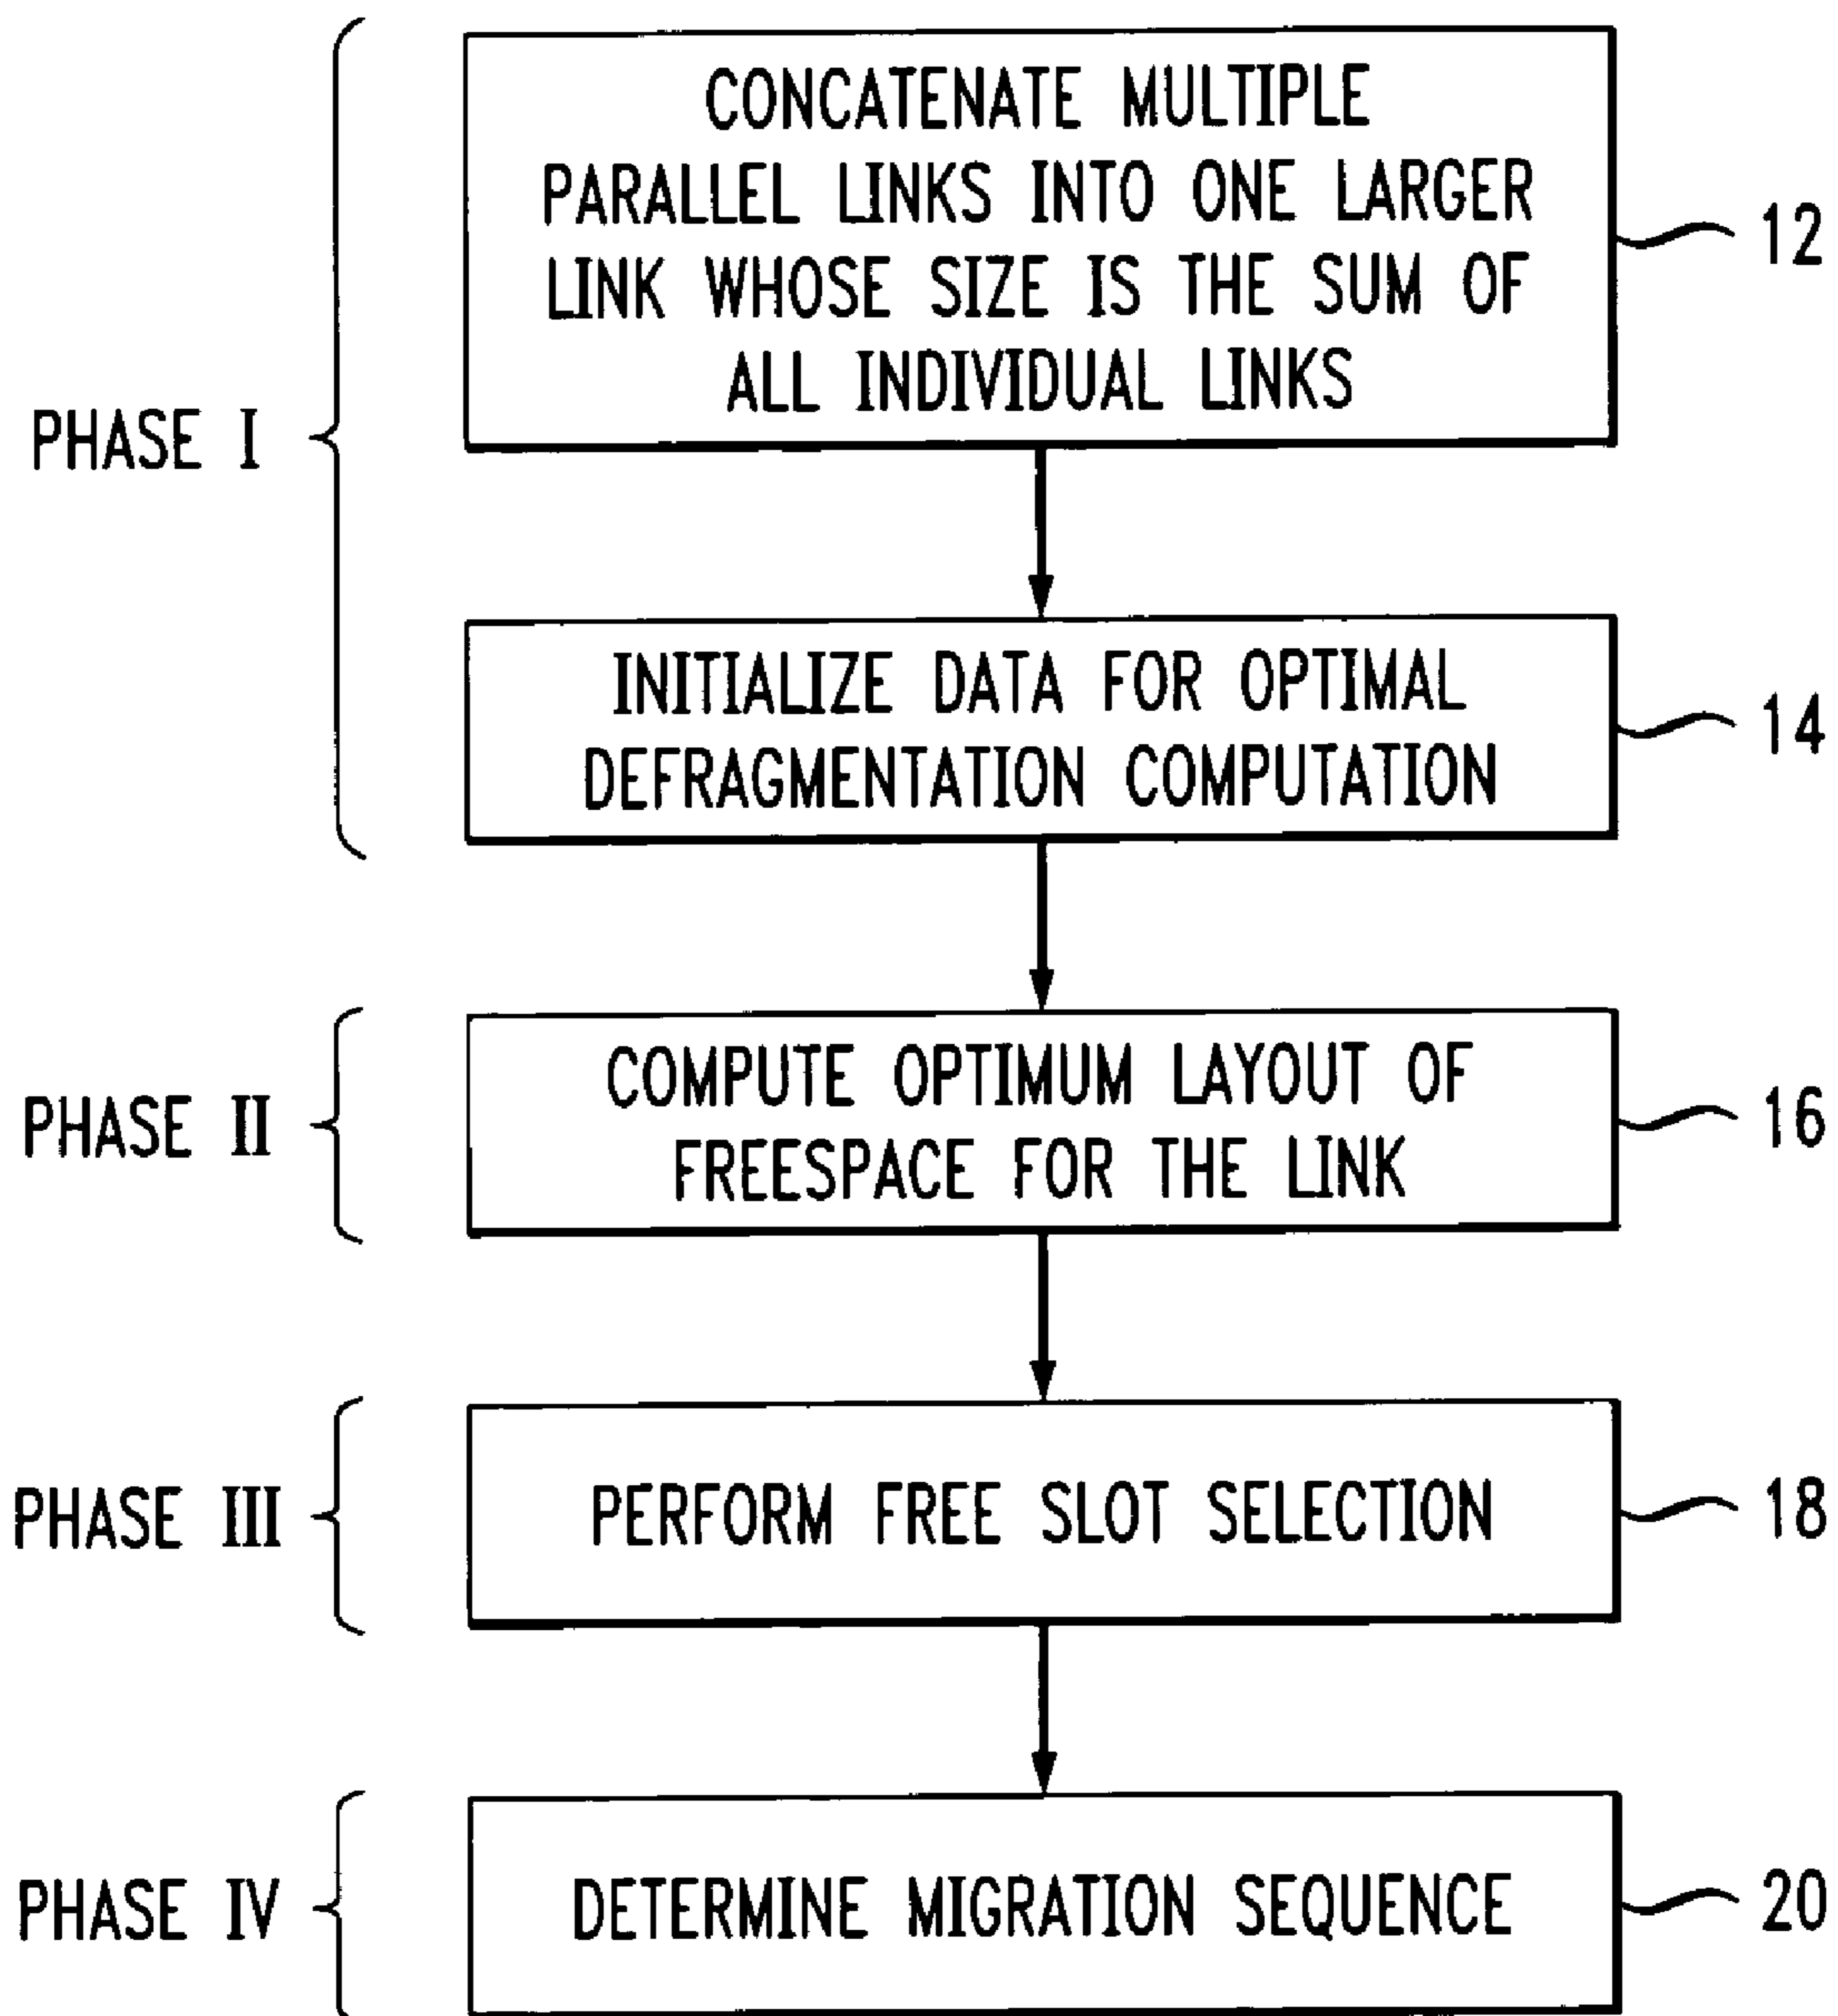 CONCATENATE MULTIPLE
PARALLEL LINKS INTO ONE LARGER
LINK WHOSE SIZE IS THE SUM OF
ALL INDIVIDUAL LINKS
12
PHASE I
INITIALIZE DATA FOR OPTIMAL
DEFRAGMENTATION COMPUTATION
14
PHASE II
COMPUTE OPTIMUM LAYOUT OF
FREESPACE FOR THE LINK
16
PHASE III
PERFORM FREE SLOT SELECTION
18
PHASE IV
DETERMINE MIGRATION SEQUENCE
20